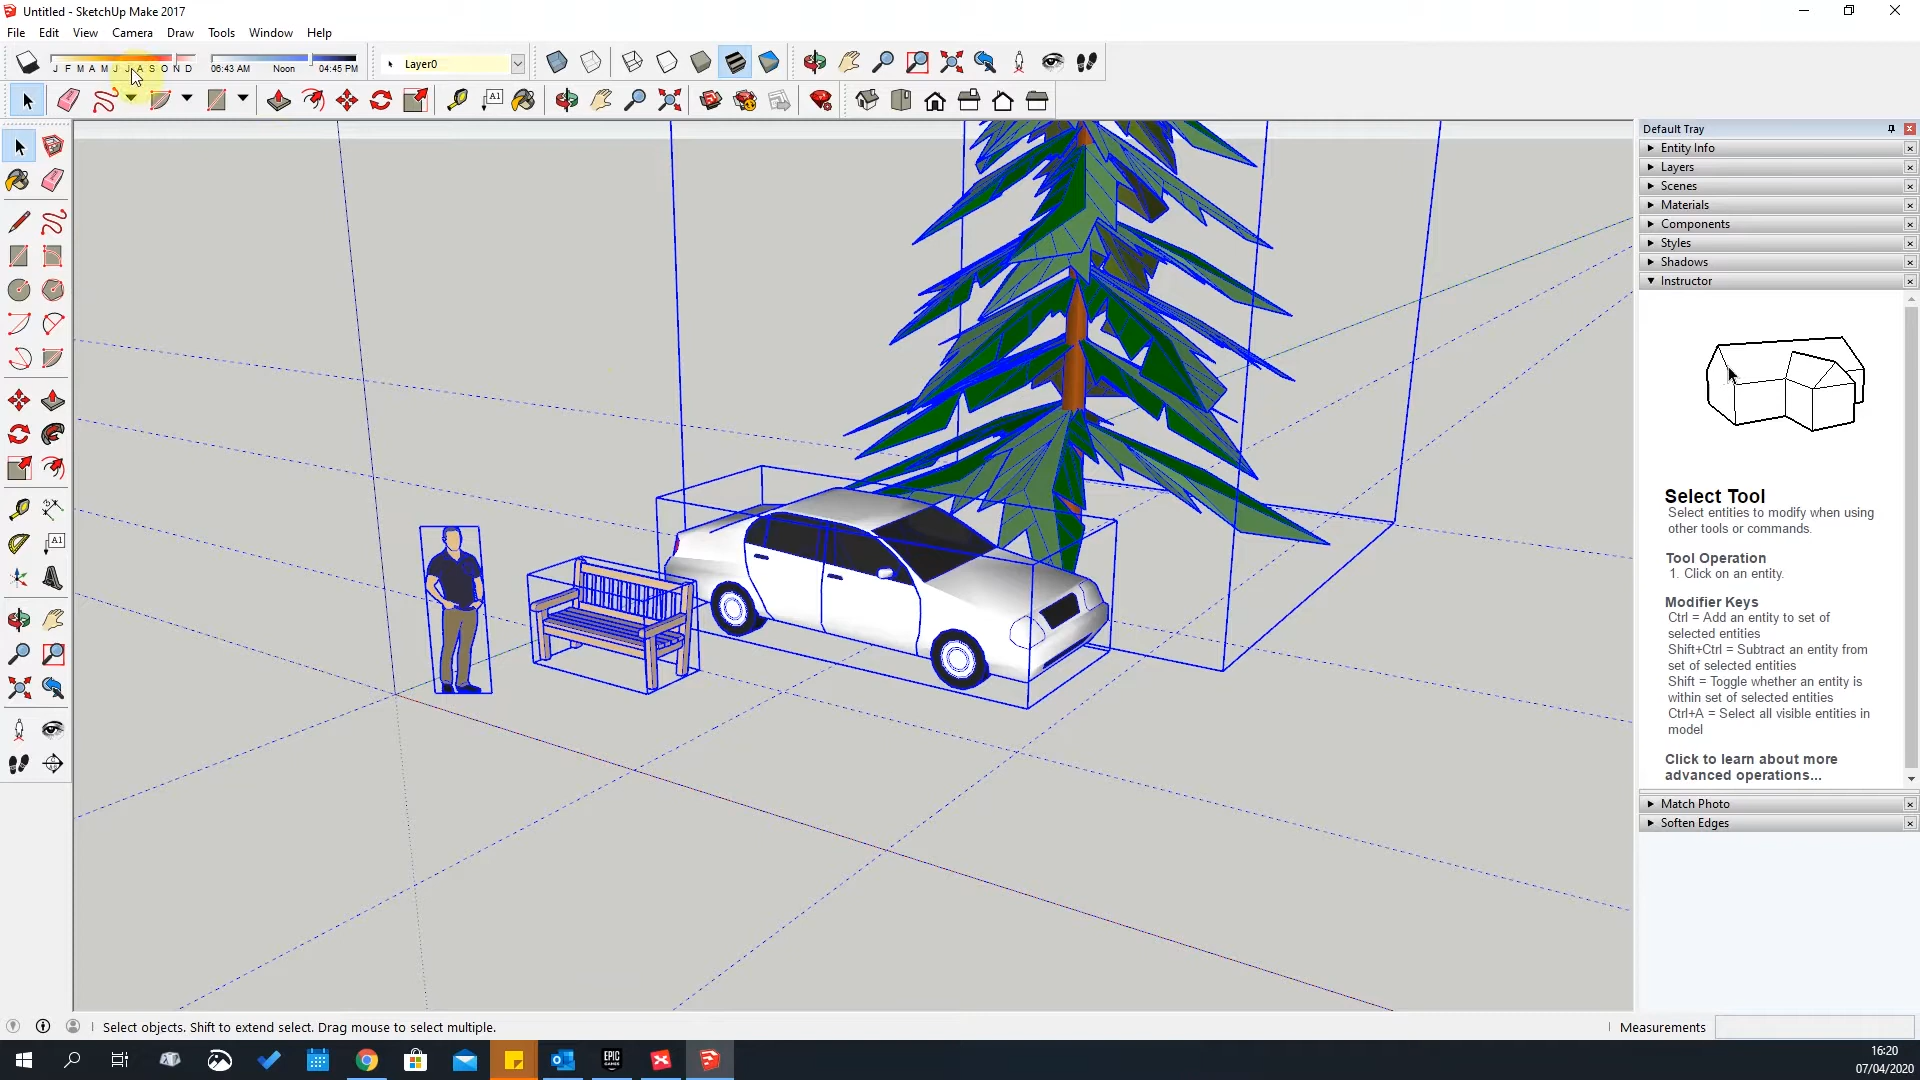 Untitled - SketchUp Make 2017
File Edit View Camera Draw Tools Window Help
J F M A M J J A S O N D
06:43 AM Noon 04:45 PM
Layer0
A1
Default Tray
Entity Info
Layers
Scenes
Materials
Components
Styles
Shadows
Instructor
Select Tool
Select entities to modify when using
other tools or commands.
Tool Operation
1. Click on an entity.
Modifier Keys
Ctrl = Add an entity to set of
selected entities
Shift+Ctrl = Subtract an entity from
set of selected entities
Shift = Toggle whether an entity is
within set of selected entities
Ctrl+A = Select all visible entities in
model
Click to learn about more
advanced operations...
Match Photo
Soften Edges
A1
Select objects. Shift to extend select. Drag mouse to select multiple.
Measurements
EPIC
GAMES
16:20
07/04/2020